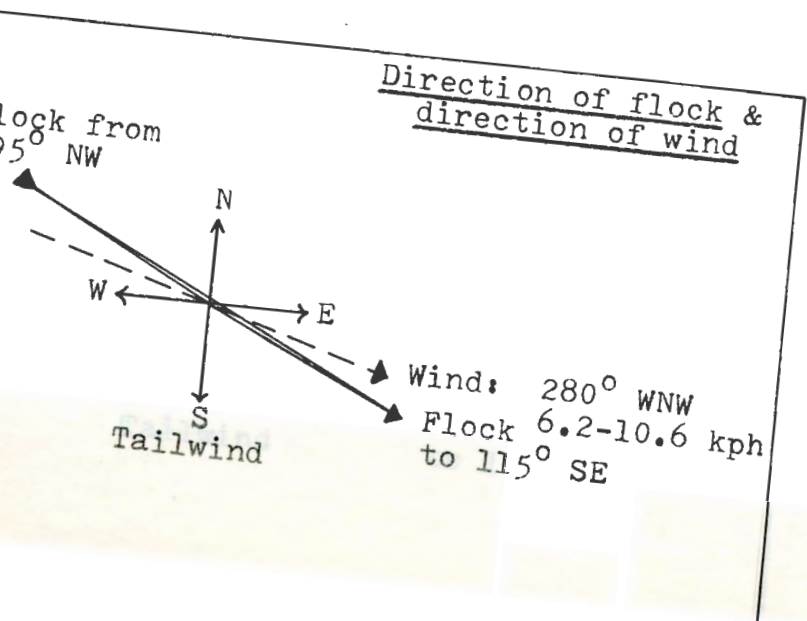 Direction of flock &
direction of wind
from
NW
N
W
E
S
Tailwind
Wind: 280° WNW
6.2-10.6 kph
Flock
to 115° SE